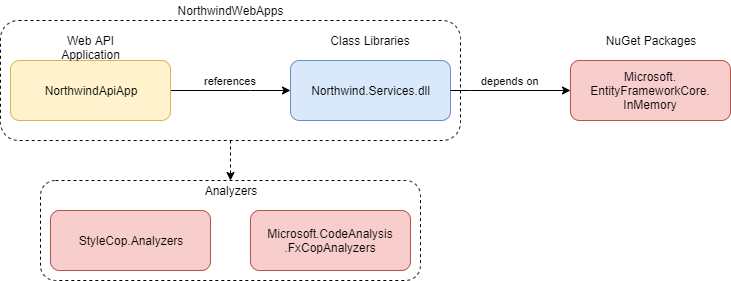 NorthwindWebApps
Web API
Application
Class Libraries
NuGet Packages
NorthwindApiApp
references
Northwind.Services.dll
depends on
Microsoft.
EntityFrameworkCore.
InMemory
Analyzers
StyleCop.Analyzers
Microsoft.CodeAnalysis
.FxCopAnalyzers